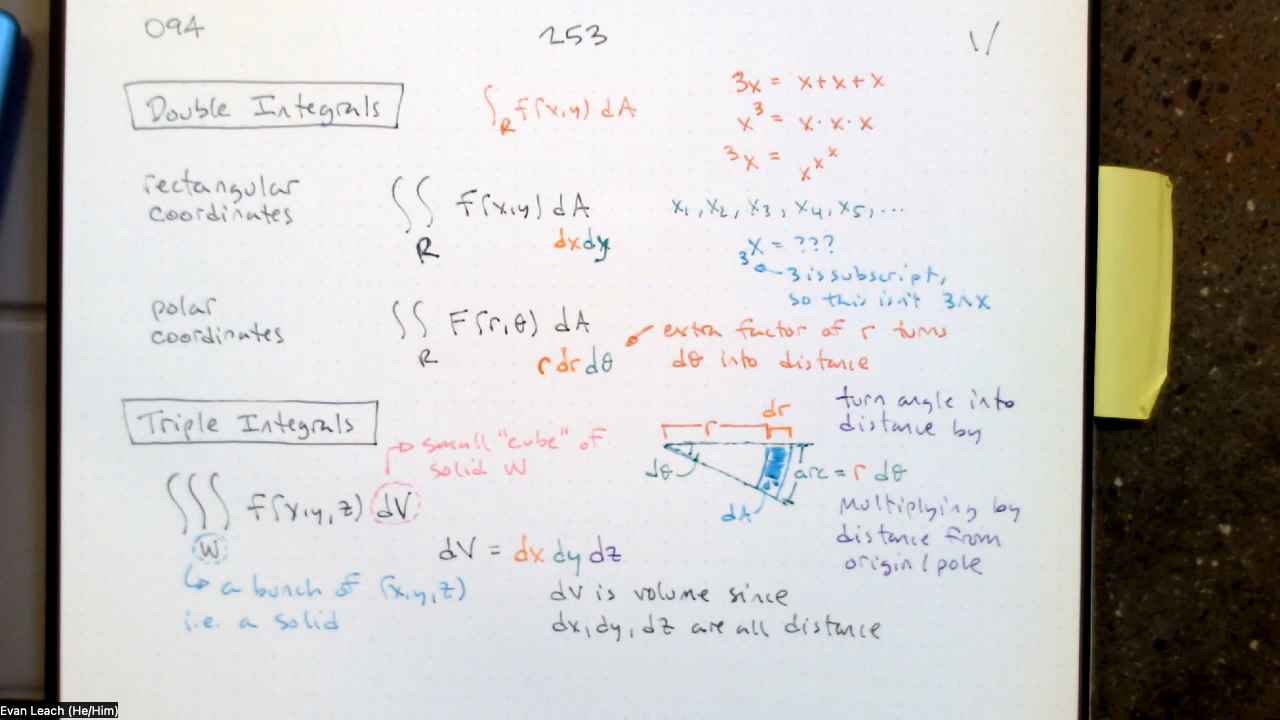 094
253
1/
Double Integrals
∫_R f(x,y) dA
3x = x+x+x
x³ = x·x·x
³x = x^x^x
rectangular
coordinates
∫∫_R f(x,y) dA
dxdy
x₁, x₂, x₃, x₄, x₅, ...
₃x = ???
3 is subscript,
so this isn't 3^x
polar
coordinates
∫∫_R f(r,θ) dA
r dr dθ
extra factor of r turns
dθ into distance
Triple Integrals
small "cube" of
solid W
∫∫∫_W f(x,y,z) dV
a bunch of (x,y,z)
i.e. a solid
dV = dx dy dz
dV is volume since
dx, dy, dz are all distance
dr
r
dθ
arc = r dθ
dA
turn angle into
distance by
multiplying by
distance from
origin/pole
Evan Leach (He/Him)